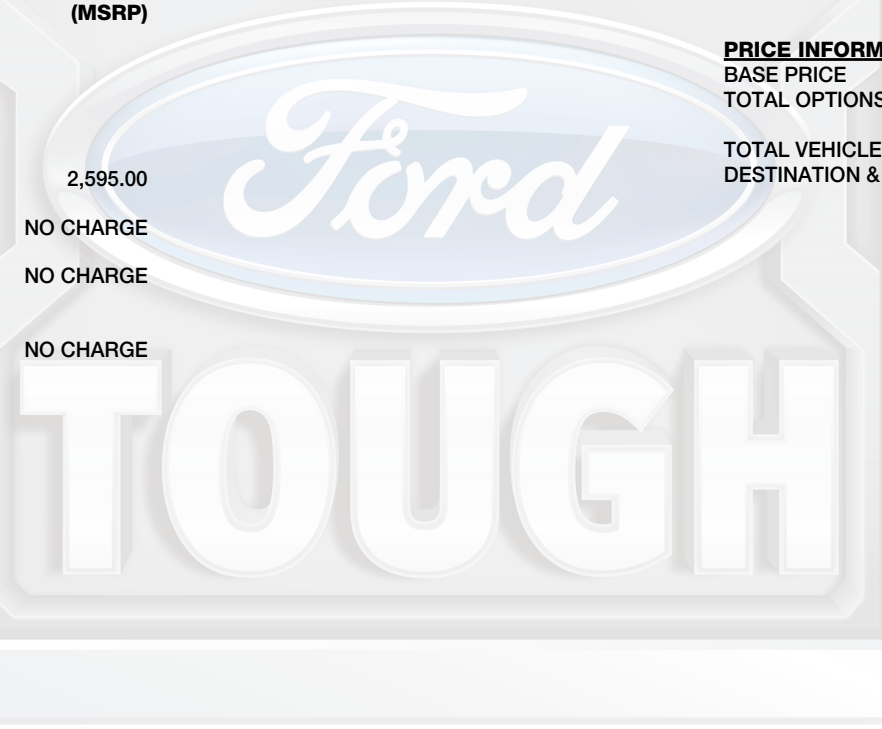 (MSRP)
2,595.00
NO CHARGE
NO CHARGE
NO CHARGE
PRICE INFORM
BASE PRICE
TOTAL OPTIONS
TOTAL VEHICLE
DESTINATION &
Ford
TOUGH